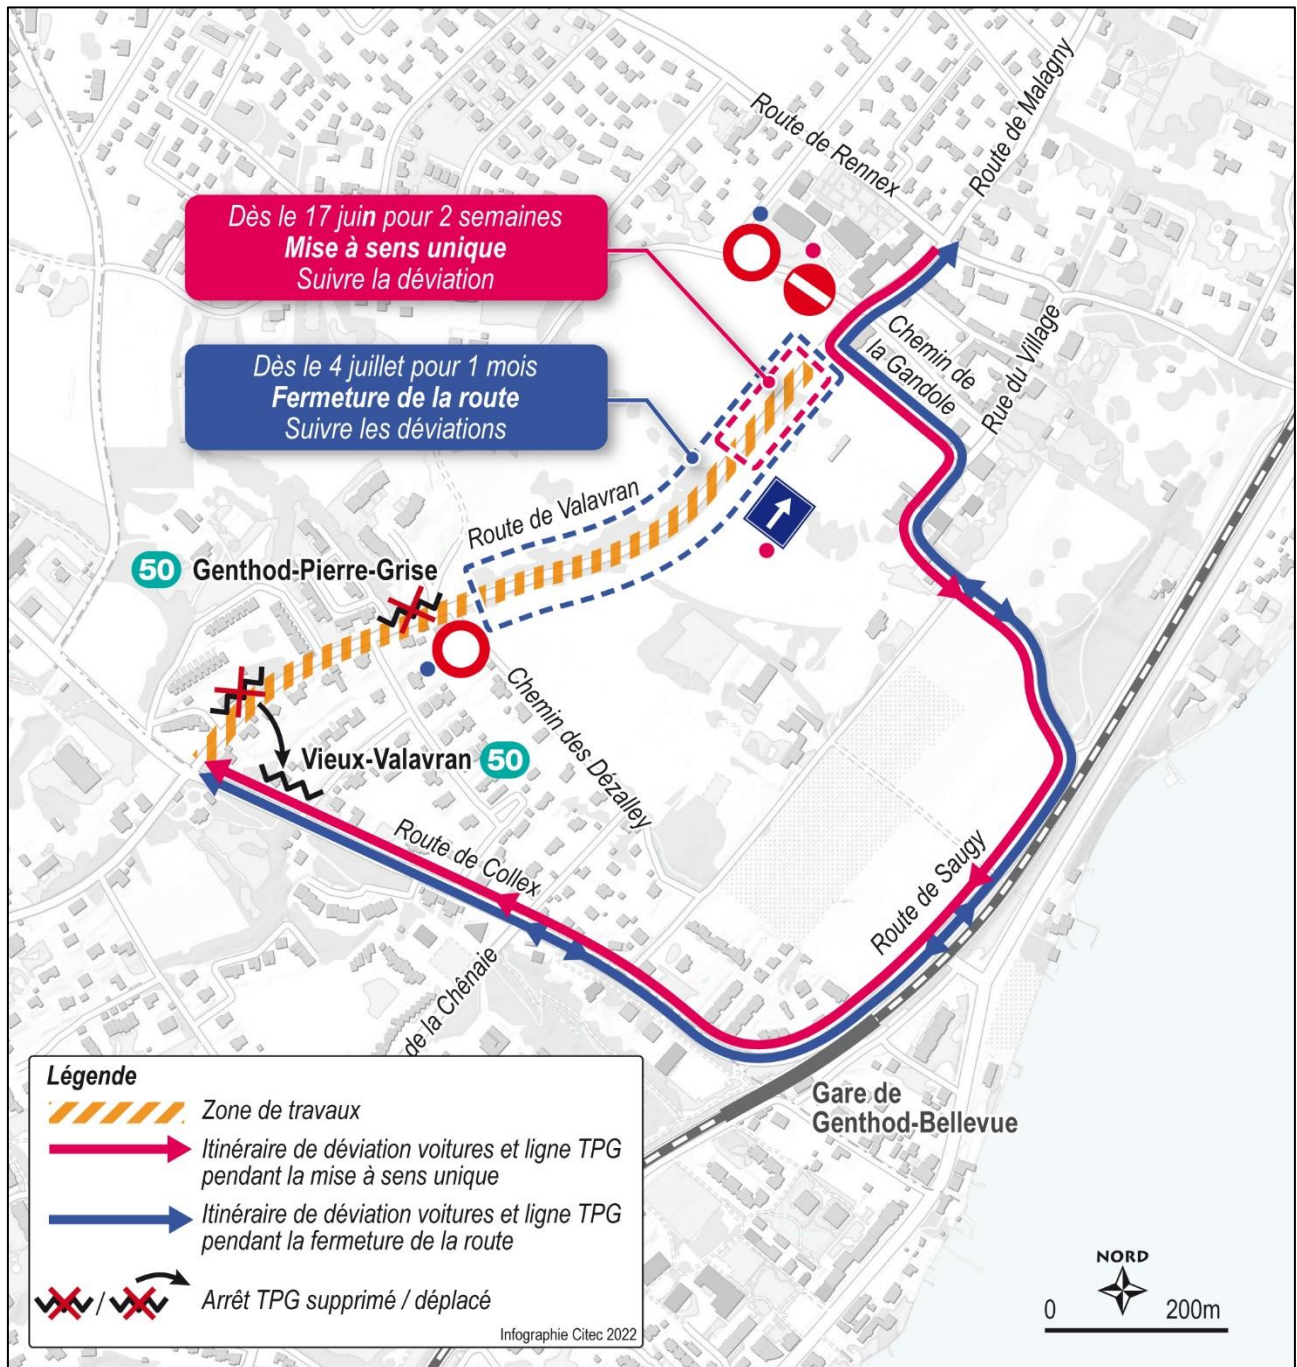 Route de Rennex
Route de Malagny
Dès le 17 juin pour 2 semaines
Mise à sens unique
Suivre la déviation
Dès le 4 juillet pour 1 mois
Fermeture de la route
Suivre les déviations
Chemin de
la Gandole
Rue du Village
Route de Valavran
50 Genthod-Pierre-Grise
Chemin des Dézalley
Vieux-Valavran 50
Route de Collex
Route de Saugy
de la Chênaie
Gare de
Genthod-Bellevue
Légende
Zone de travaux
Itinéraire de déviation voitures et ligne TPG
pendant la mise à sens unique
Itinéraire de déviation voitures et ligne TPG
pendant la fermeture de la route
/
Arrêt TPG supprimé / déplacé
Infographie Citec 2022
NORD
0 200m